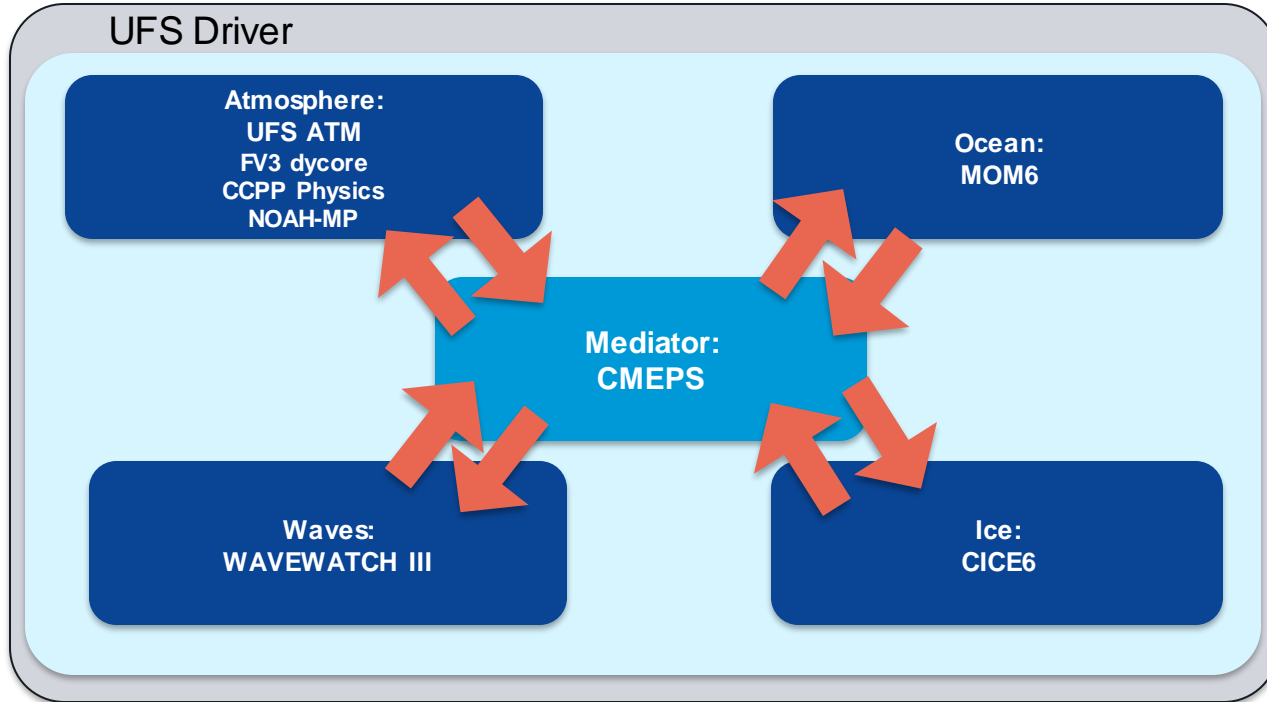 UFS Driver
Atmosphere:
UFS ATM
FV3 dycore
CCPP Physics
NOAH-MP
Ocean:
MOM6
Mediator:
CMEPS
Waves:
WAVEWATCH III
Ice:
CICE6